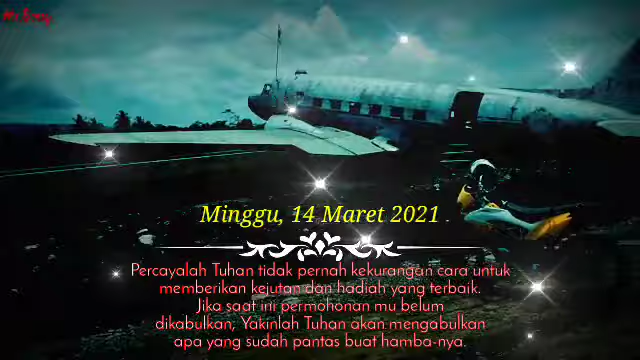 Minggu, 14 Maret 2021
Percayalah Tuhan tidak pernah kekurangan cara untuk
memberikan kejutan dan hadiah yang terbaik.
Jika saat ini permohonan mu belum
dikabulkan, Yakinlah Tuhan akan mengabulkan
apa yang sudah pantas buat hamba-nya.